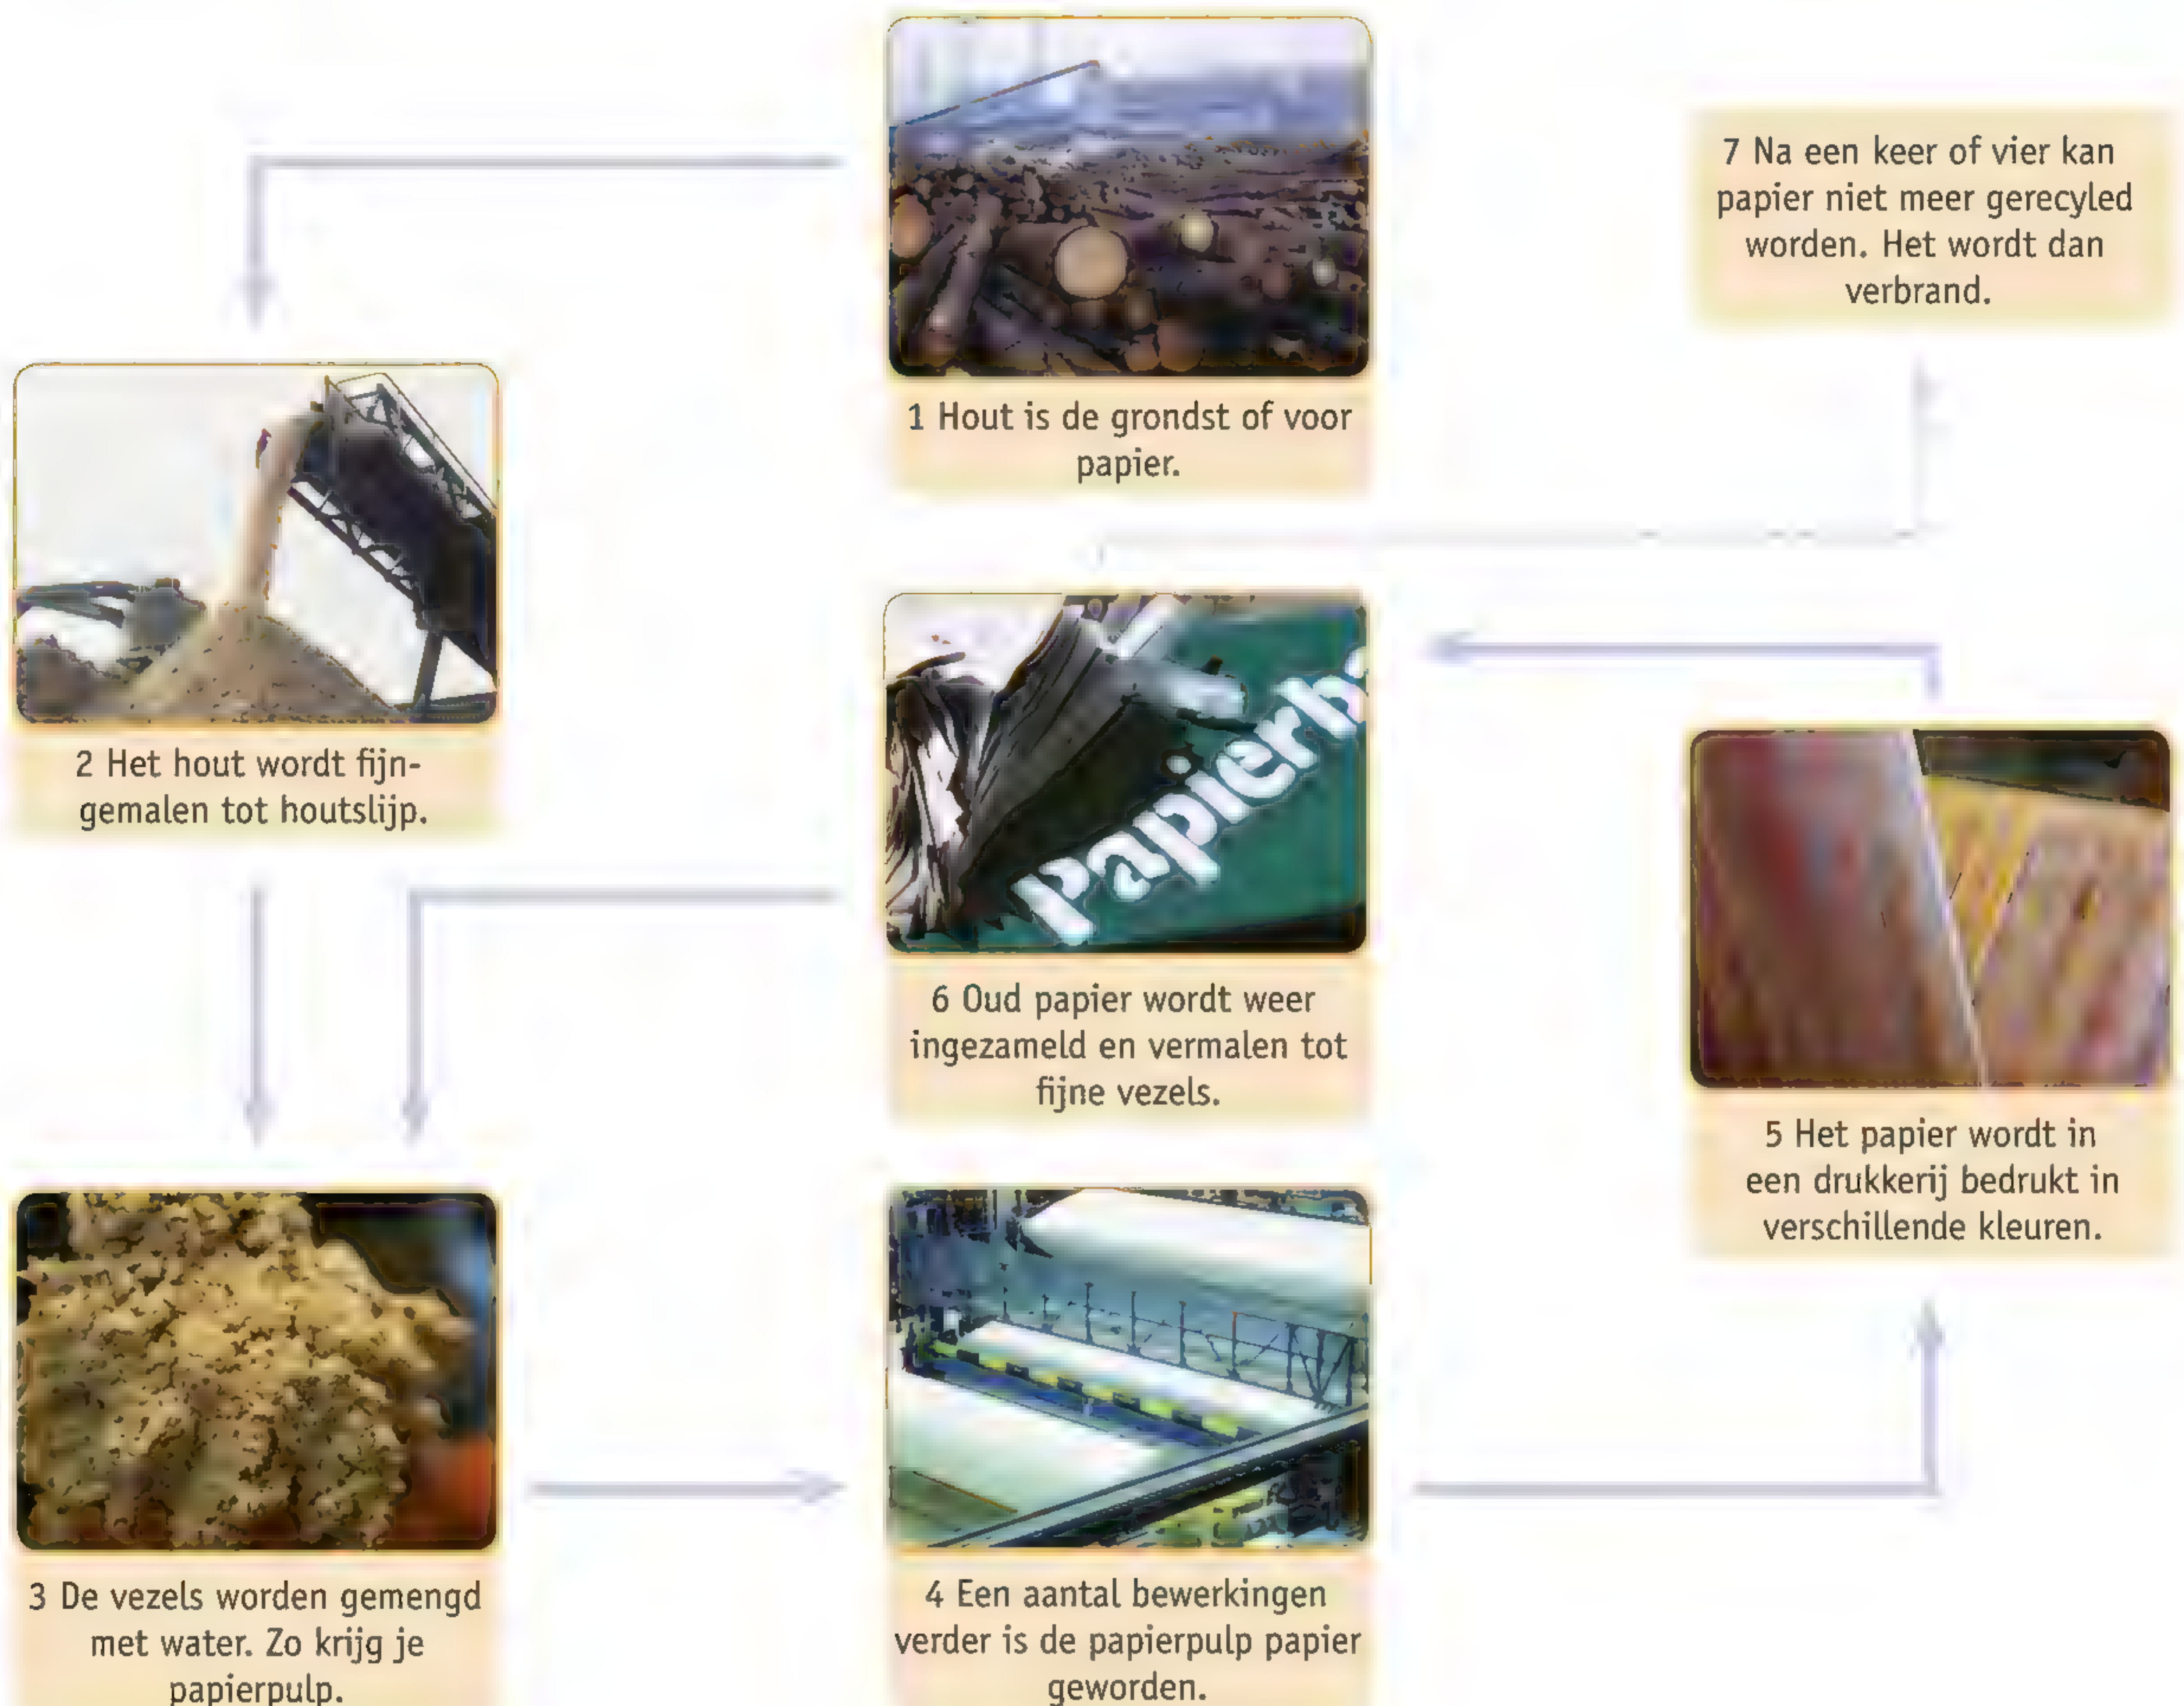 1 Hout is de grondst of voor
papier.
2 Het hout wordt fijn-
gemalen tot houtslijp.
3 De vezels worden gemengd
met water. Zo krijg je
papierpulp.
4 Een aantal bewerkingen
verder is de papierpulp papier
geworden.
5 Het papier wordt in
een drukkerij bedrukt in
verschillende kleuren.
Papierb
6 Oud papier wordt weer
ingezameld en vermalen tot
fijne vezels.
7 Na een keer of vier kan
papier niet meer gerecyled
worden. Het wordt dan
verbrand.